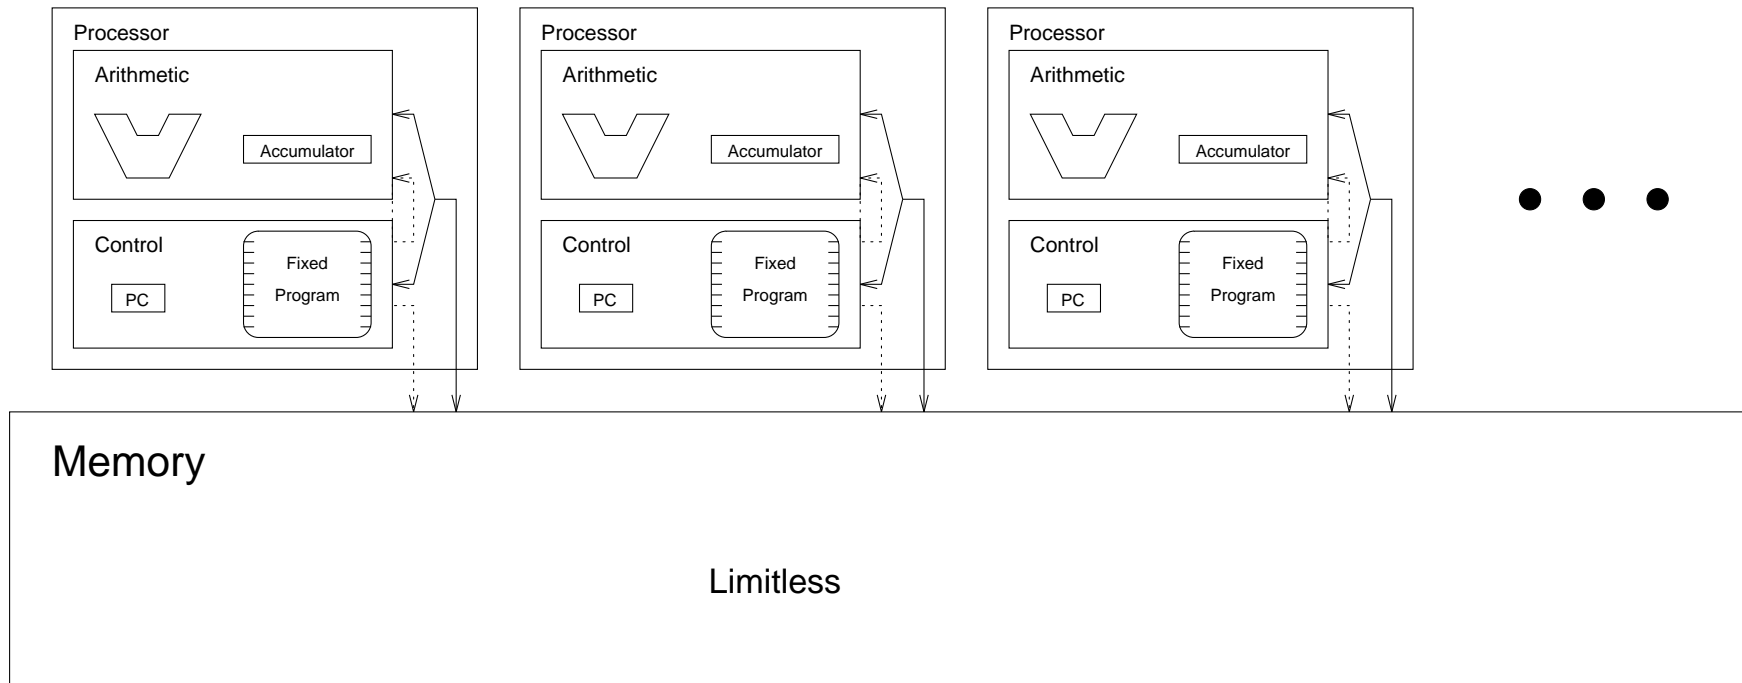 Processor
Arithmetic
Accumulator
Control
Fixed
Program
PC
Processor
Arithmetic
Accumulator
Control
Fixed
Program
PC
Processor
Arithmetic
Accumulator
Control
Fixed
Program
PC
Memory
Limitless